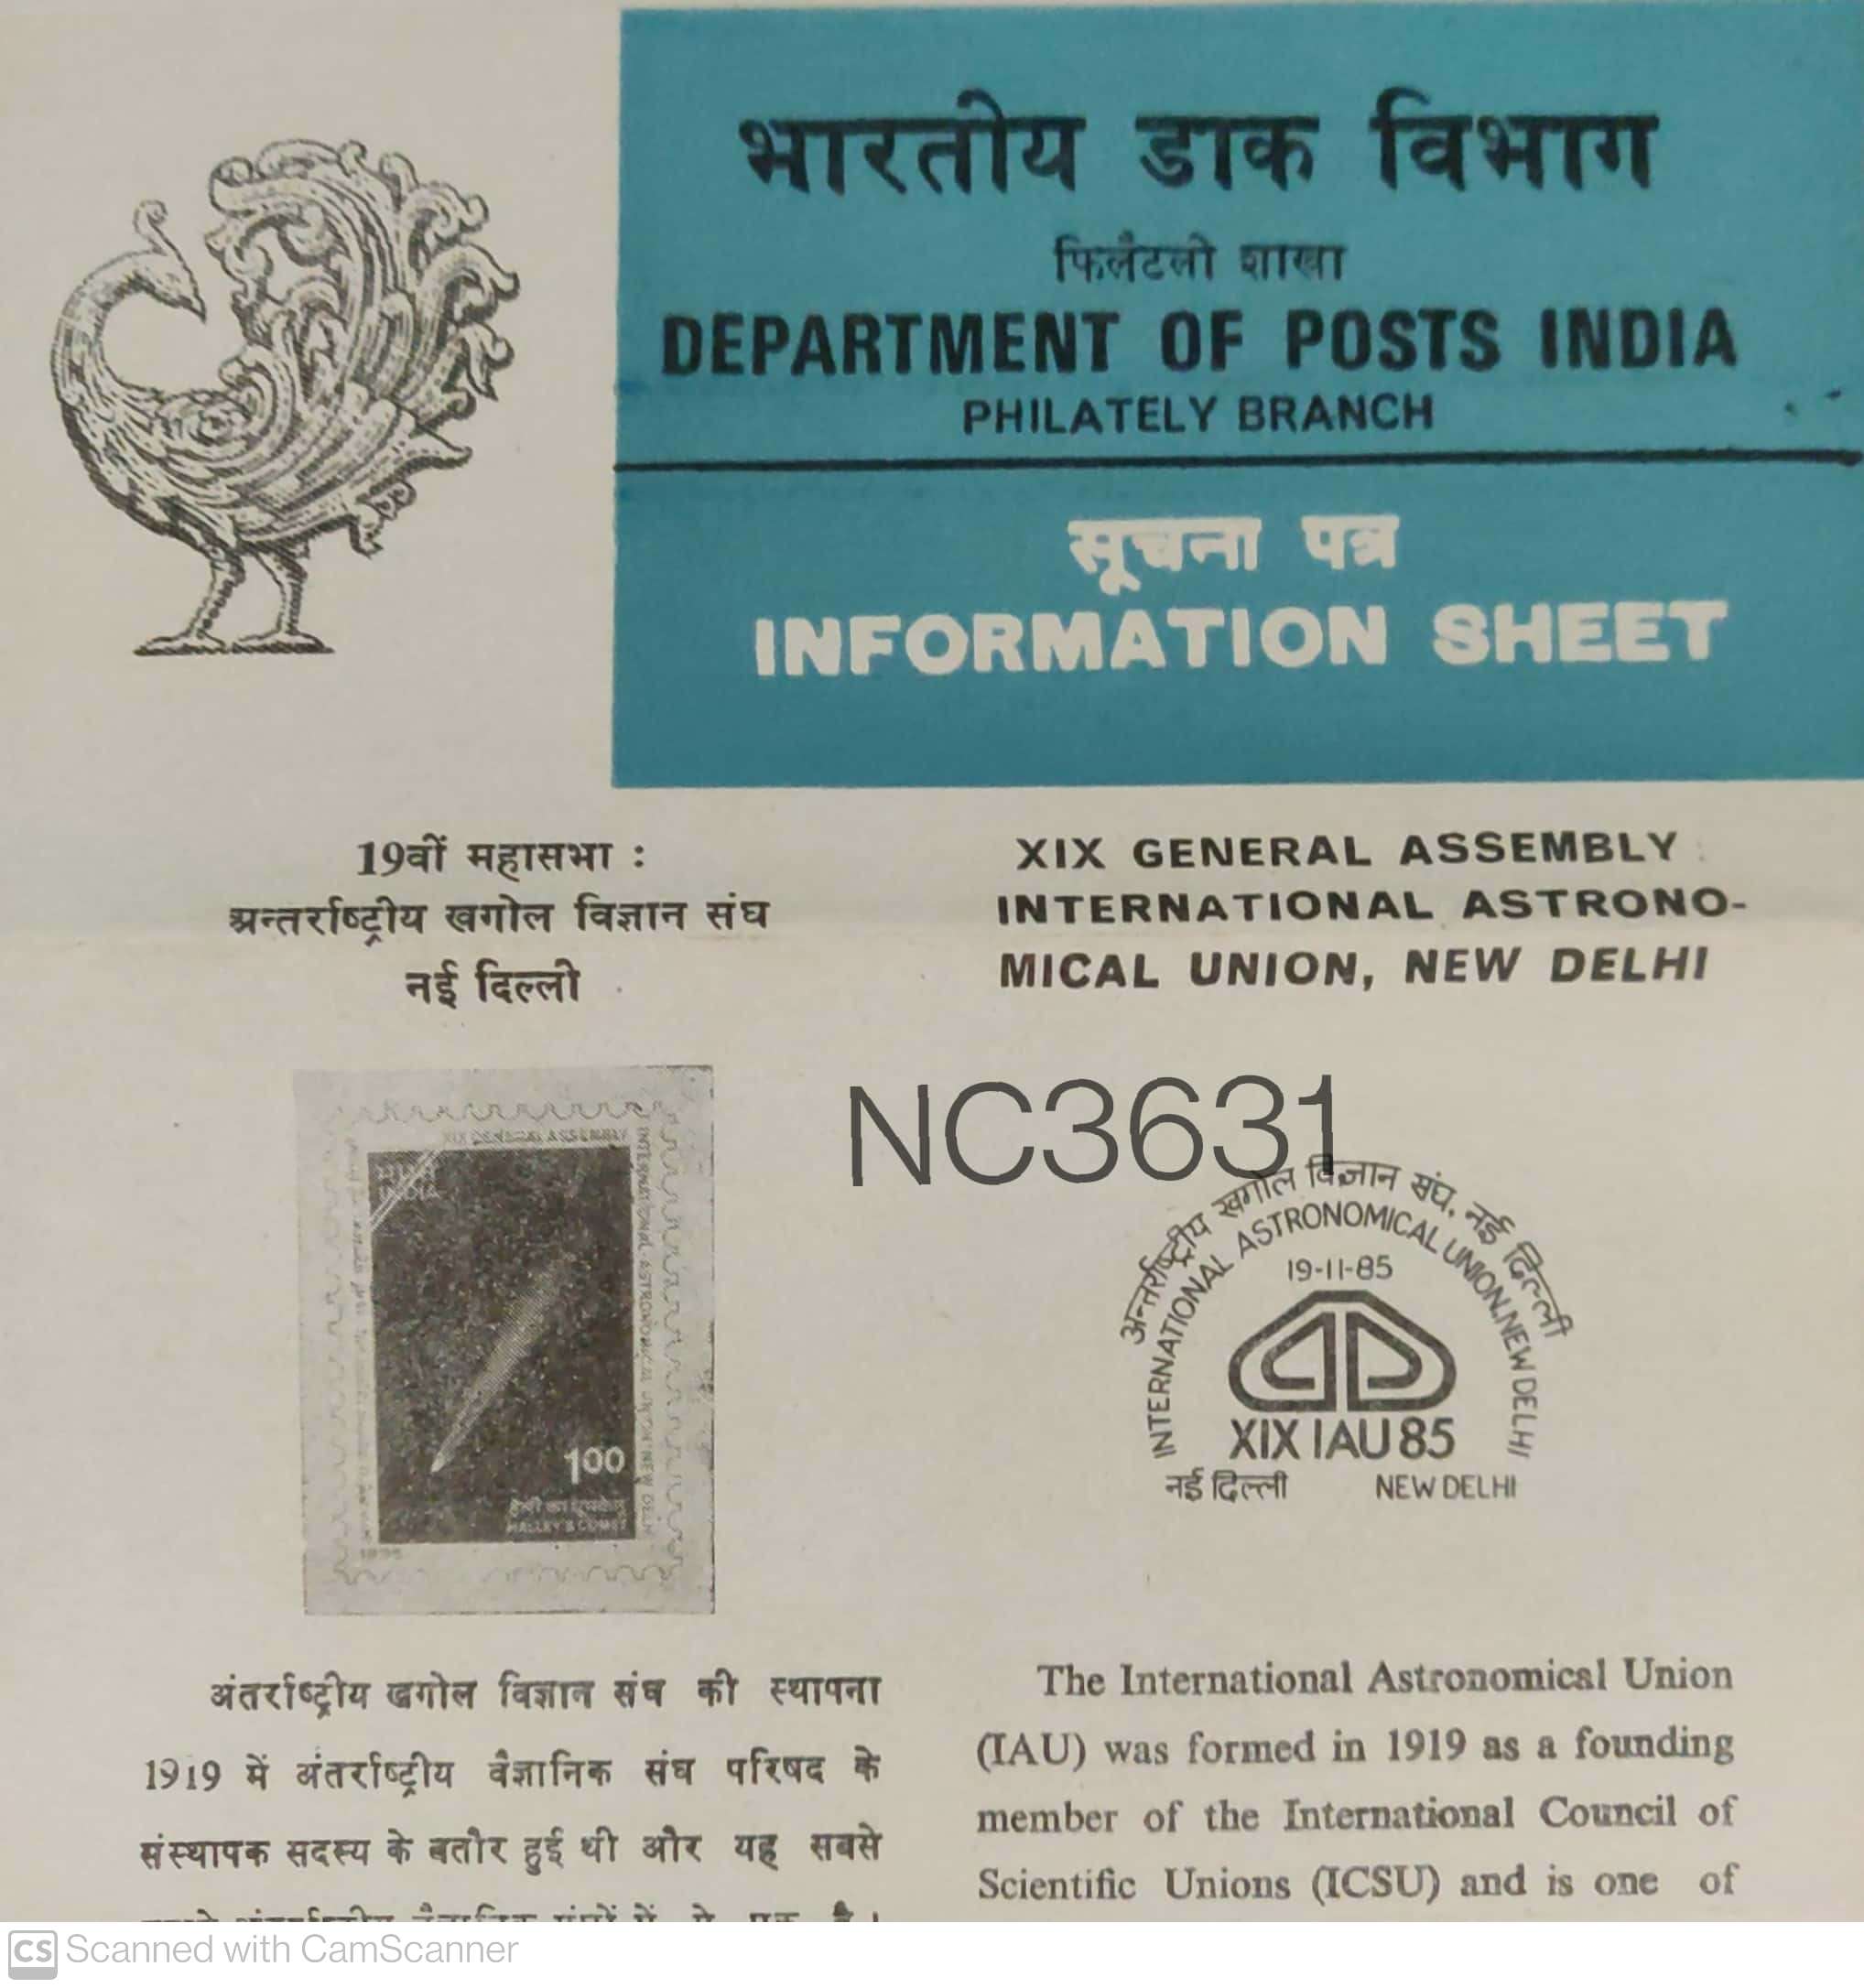 भारतीय डाक विभाग
फिलैटली शाखा
DEPARTMENT OF POSTS INDIA
PHILATELY BRANCH
सूचना पत्र
INFORMATION SHEET
19वीं महासभा :
अन्तर्राष्ट्रीय खगोल विज्ञान संघ
नई दिल्ली
XIX GENERAL ASSEMBLY
INTERNATIONAL ASTRONO-
MICAL UNION, NEW DELHI
NC3631
XIX GENERAL ASSEMBLY
INTERNATIONAL ASTRONOMICAL UNION NEW DELHI
भारत
INDIA
100
हैली का धूमकेतु
HALLEY'S COMET
अन्तर्राष्ट्रीय खगोल विज्ञान संघ, नई दिल्ली
INTERNATIONAL ASTRONOMICAL UNION, NEW DELHI
19-11-85
XIX IAU 85
नई दिल्ली NEW DELHI
अंतर्राष्ट्रीय खगोल विज्ञान संघ की स्थापना
1919 में अंतर्राष्ट्रीय वैज्ञानिक संघ परिषद के
संस्थापक सदस्य के बतौर हुई थी और यह सबसे
The International Astronomical Union
(IAU) was formed in 1919 as a founding
member of the International Council of
Scientific Unions (ICSU) and is one of
CS Scanned with CamScanner